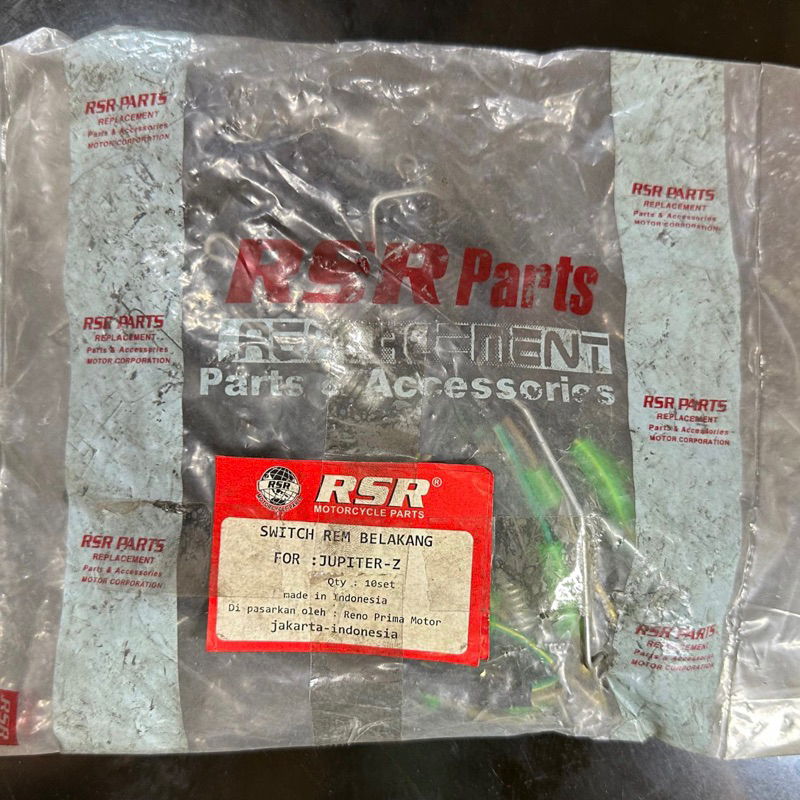 RSR PARTS
REPLACEMENT
Parts & Accessories
MOTOR CORPORATION
RSR PARTS
REPLACEMENT
Parts & Accessories
MOTOR CORPORATION
RSR PARTS
REPLACEMENT
Parts & Accessories
MOTOR CORPORATION
RSR Parts
REPLACEMENT
Parts & Accessories
RSR PARTS
REPLACEMENT
Parts & Accessories
MOTOR CORPORATION
RSR PARTS
REPLACEMENT
Parts & Accessories
MOTOR CORPORATION
RSR PARTS
REPLACEMENT
Parts & Accessories
MOTOR CORPORATION
RSR
RSR®
MOTORCYCLE PARTS
SWITCH REM BELAKANG
FOR :JUPITER-Z
Qty : 10set
made in Indonesia
Di pasarkan oleh : Reno Prima Motor
jakarta-indonesia
RSR